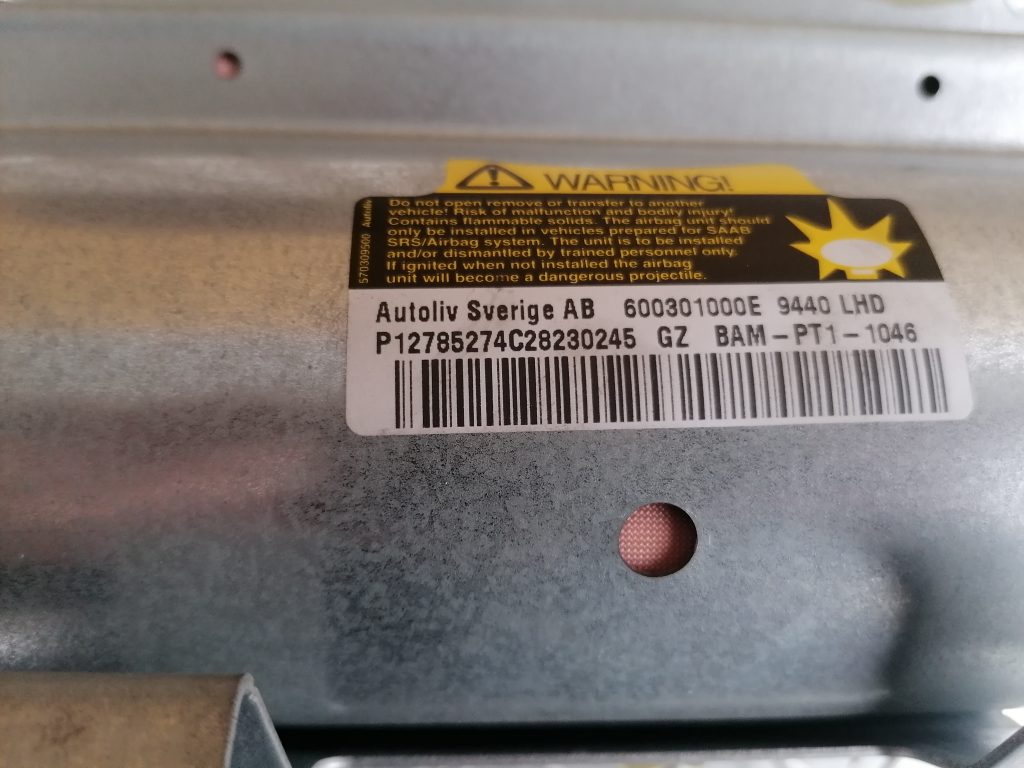 WARNING!
Do not open remove or transfer to another
vehicle! Risk of malfunction and bodily injury!
Contains flammable solids. The airbag unit should
only be installed in vehicles prepared for SAAB
SRS/Airbag system. The unit is to be installed
and/or dismantled by trained personnel only.
If ignited when not installed the airbag
unit will become a dangerous projectile.
570309500 Autoliv
Autoliv Sverige AB 600301000E 9440 LHD
P12785274C28230245 GZ BAM-PT1-1046